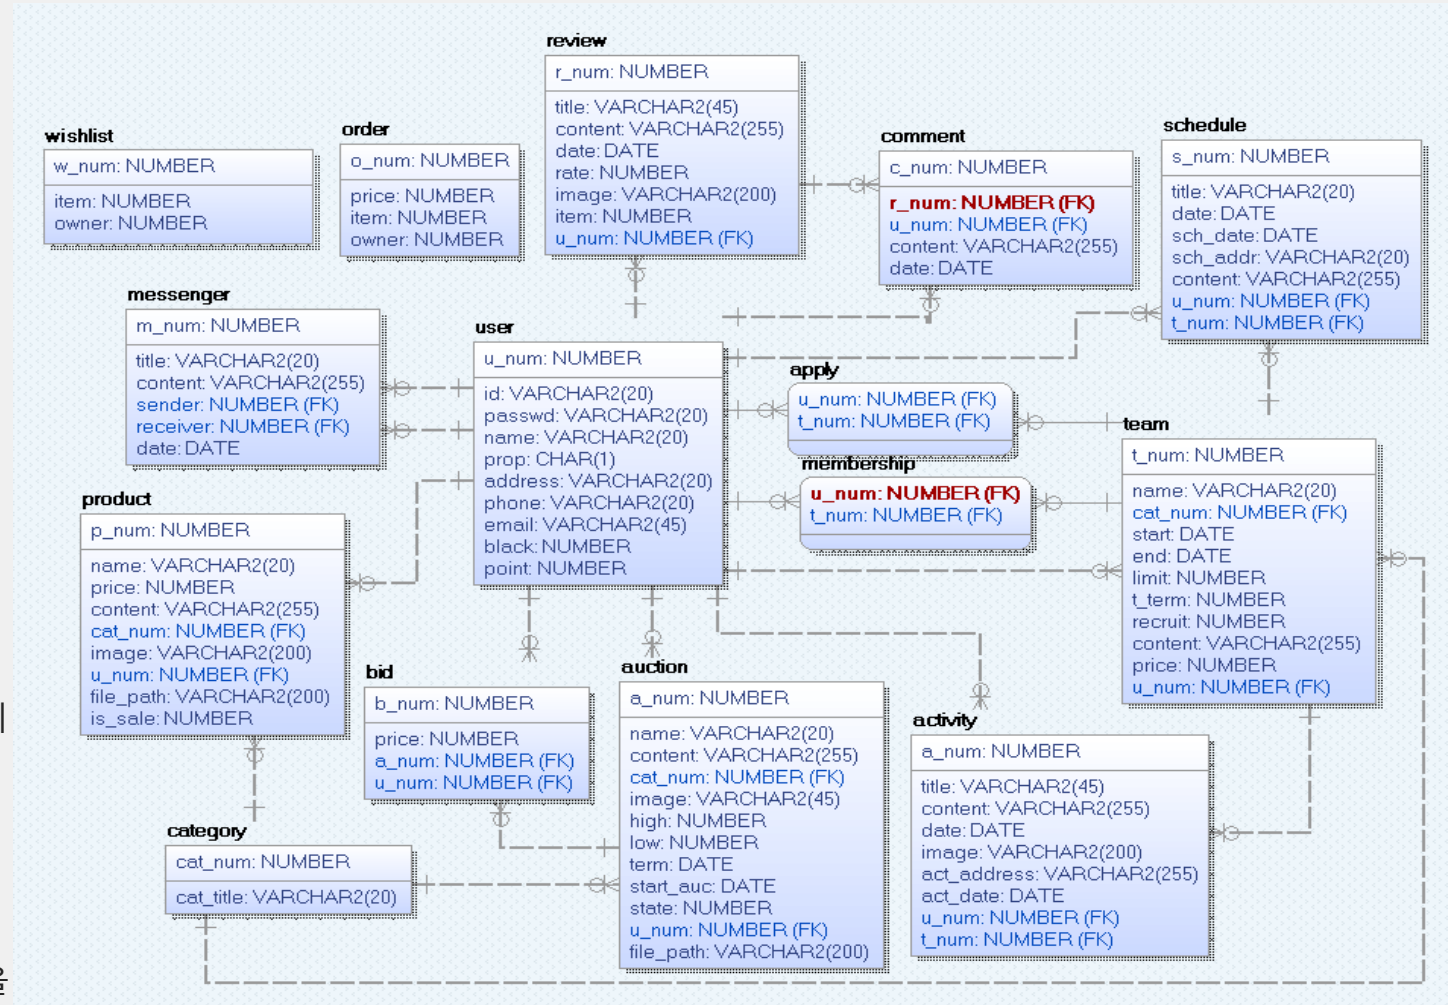 review
r_num: NUMBER
title: VARCHAR2(45)
content: VARCHAR2(255)
date: DATE
rate: NUMBER
image: VARCHAR2(200)
item: NUMBER
u_num: NUMBER (FK)
wishlist
w_num: NUMBER
item: NUMBER
owner: NUMBER
order
o_num: NUMBER
price: NUMBER
item: NUMBER
owner: NUMBER
comment
c_num: NUMBER
r_num: NUMBER (FK)
u_num: NUMBER (FK)
content: VARCHAR2(255)
date: DATE
schedule
s_num: NUMBER
title: VARCHAR2(20)
date: DATE
sch_date: DATE
sch_addr: VARCHAR2(20)
content: VARCHAR2(255)
u_num: NUMBER (FK)
t_num: NUMBER (FK)
messenger
m_num: NUMBER
title: VARCHAR2(20)
content: VARCHAR2(255)
sender: NUMBER (FK)
receiver: NUMBER (FK)
date: DATE
user
u_num: NUMBER
id: VARCHAR2(20)
passwd: VARCHAR2(20)
name: VARCHAR2(20)
prop: CHAR(1)
address: VARCHAR2(20)
phone: VARCHAR2(20)
email: VARCHAR2(45)
black: NUMBER
point: NUMBER
apply
u_num: NUMBER (FK)
t_num: NUMBER (FK)
membership
u_num: NUMBER (FK)
t_num: NUMBER (FK)
team
t_num: NUMBER
name: VARCHAR2(20)
cat_num: NUMBER (FK)
start: DATE
end: DATE
limit: NUMBER
t_term: NUMBER
recruit: NUMBER
content: VARCHAR2(255)
price: NUMBER
u_num: NUMBER (FK)
product
p_num: NUMBER
name: VARCHAR2(20)
price: NUMBER
content: VARCHAR2(255)
cat_num: NUMBER (FK)
image: VARCHAR2(200)
u_num: NUMBER (FK)
file_path: VARCHAR2(200)
is_sale: NUMBER
bid
b_num: NUMBER
price: NUMBER
a_num: NUMBER (FK)
u_num: NUMBER (FK)
auction
a_num: NUMBER
name: VARCHAR2(20)
content: VARCHAR2(255)
cat_num: NUMBER (FK)
image: VARCHAR2(45)
high: NUMBER
low: NUMBER
term: DATE
start_auc: DATE
state: NUMBER
u_num: NUMBER (FK)
file_path: VARCHAR2(200)
activity
a_num: NUMBER
title: VARCHAR2(45)
content: VARCHAR2(255)
date: DATE
image: VARCHAR2(200)
act_address: VARCHAR2(255)
act_date: DATE
u_num: NUMBER (FK)
t_num: NUMBER (FK)
category
cat_num: NUMBER
cat_title: VARCHAR2(20)